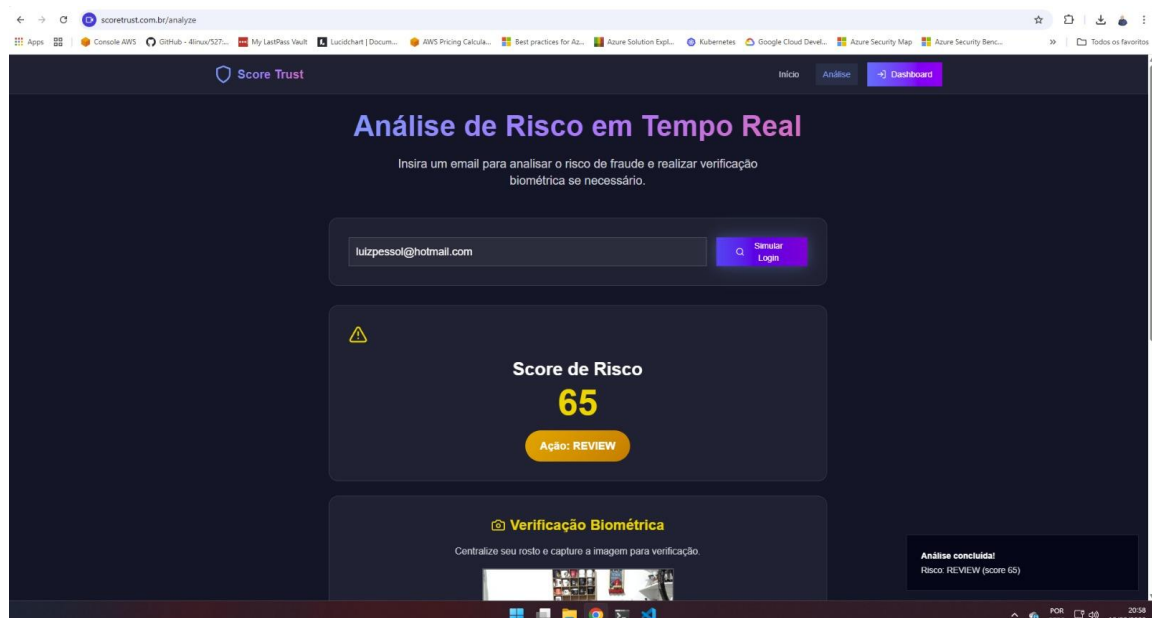 scoretrust.com.br/analyze
Apps
Console AWS
GitHub - 4linux/527:...
My LastPass Vault
Lucidchart | Docum...
AWS Pricing Calcula...
Best practices for Az...
Azure Solution Expl...
Kubernetes
Google Cloud Devel...
Azure Security Map
Azure Security Benc...
»
Todos os favoritos
Score Trust
Início
Análise
Dashboard
Análise de Risco em Tempo Real
Insira um email para analisar o risco de fraude e realizar verificação
biométrica se necessário.
luizpessol@hotmail.com
Simular
Login
Score de Risco
65
Ação: REVIEW
Verificação Biométrica
Centralize seu rosto e capture a imagem para verificação.
Análise concluída!
Risco: REVIEW (score 65)
POR
20:58